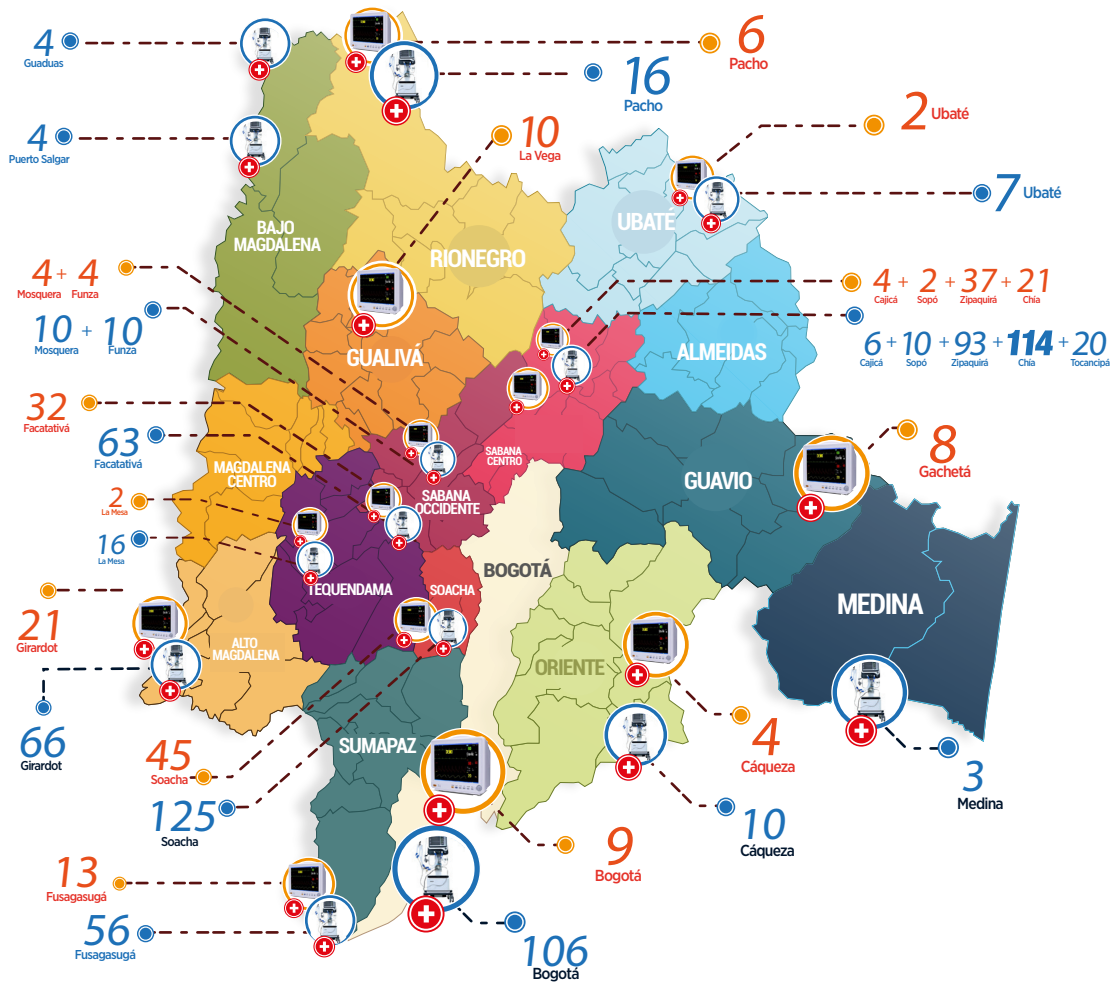 4
Guaduas
6
Pacho
16
Pacho
4
Puerto Salgar
10
La Vega
2 Ubaté
7 Ubaté
BAJO
MAGDALENA
RIONEGRO
UBATÉ
4 + 4
Mosquera Funza
10 + 10
Mosquera Funza
4 + 2 + 37 + 21
Cajicá Sopó Zipaquirá Chía
6 + 10 + 93 + 114 + 20
Cajicá Sopó Zipaquirá Chía Tocancipá
GUALIVÁ
ALMEIDAS
32
Facatativá
63
Facatativá
2
La Mesa
16
La Mesa
MAGDALENA
CENTRO
SABANA
CENTRO
SABANA
OCCIDENTE
GUAVIO
8
Gachetá
BOGOTÁ
TEQUENDAMA
SOACHA
MEDINA
21
Girardot
ALTO
MAGDALENA
ORIENTE
66
Girardot
SUMAPAZ
45
Soacha
125
Soacha
4
Cáqueza
3
Medina
10
Cáqueza
9
Bogotá
13
Fusagasugá
56
Fusagasugá
106
Bogotá